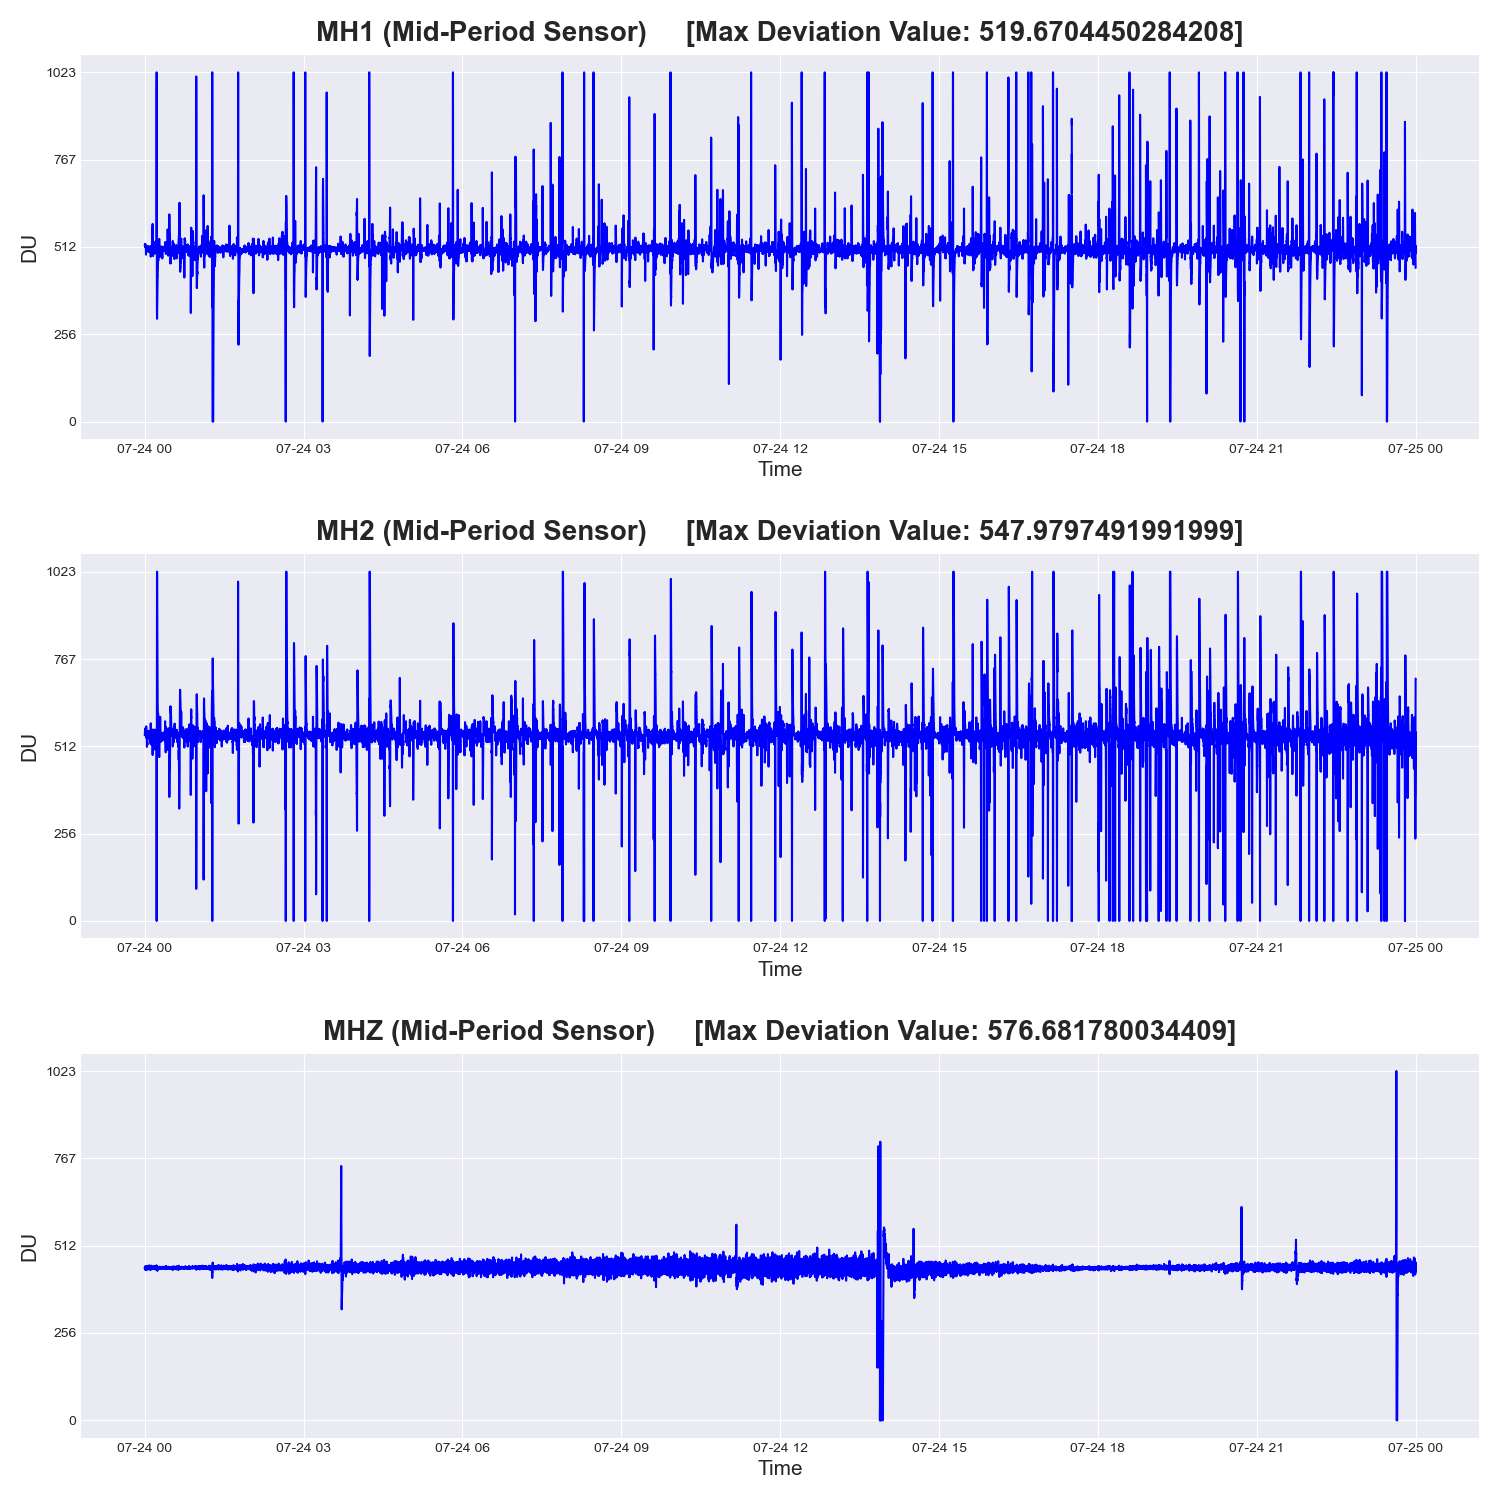 MH1 (Mid-Period Sensor) [Max Deviation Value: 519.6704450284208]
1023
767
512
256
0
DU
07-24 00 07-24 03 07-24 06 07-24 09 07-24 12 07-24 15 07-24 18 07-24 21 07-25 00
Time
MH2 (Mid-Period Sensor) [Max Deviation Value: 547.9797491991999]
1023
767
512
256
0
DU
07-24 00 07-24 03 07-24 06 07-24 09 07-24 12 07-24 15 07-24 18 07-24 21 07-25 00
Time
MHZ (Mid-Period Sensor) [Max Deviation Value: 576.681780034409]
1023
767
512
256
0
DU
07-24 00 07-24 03 07-24 06 07-24 09 07-24 12 07-24 15 07-24 18 07-24 21 07-25 00
Time